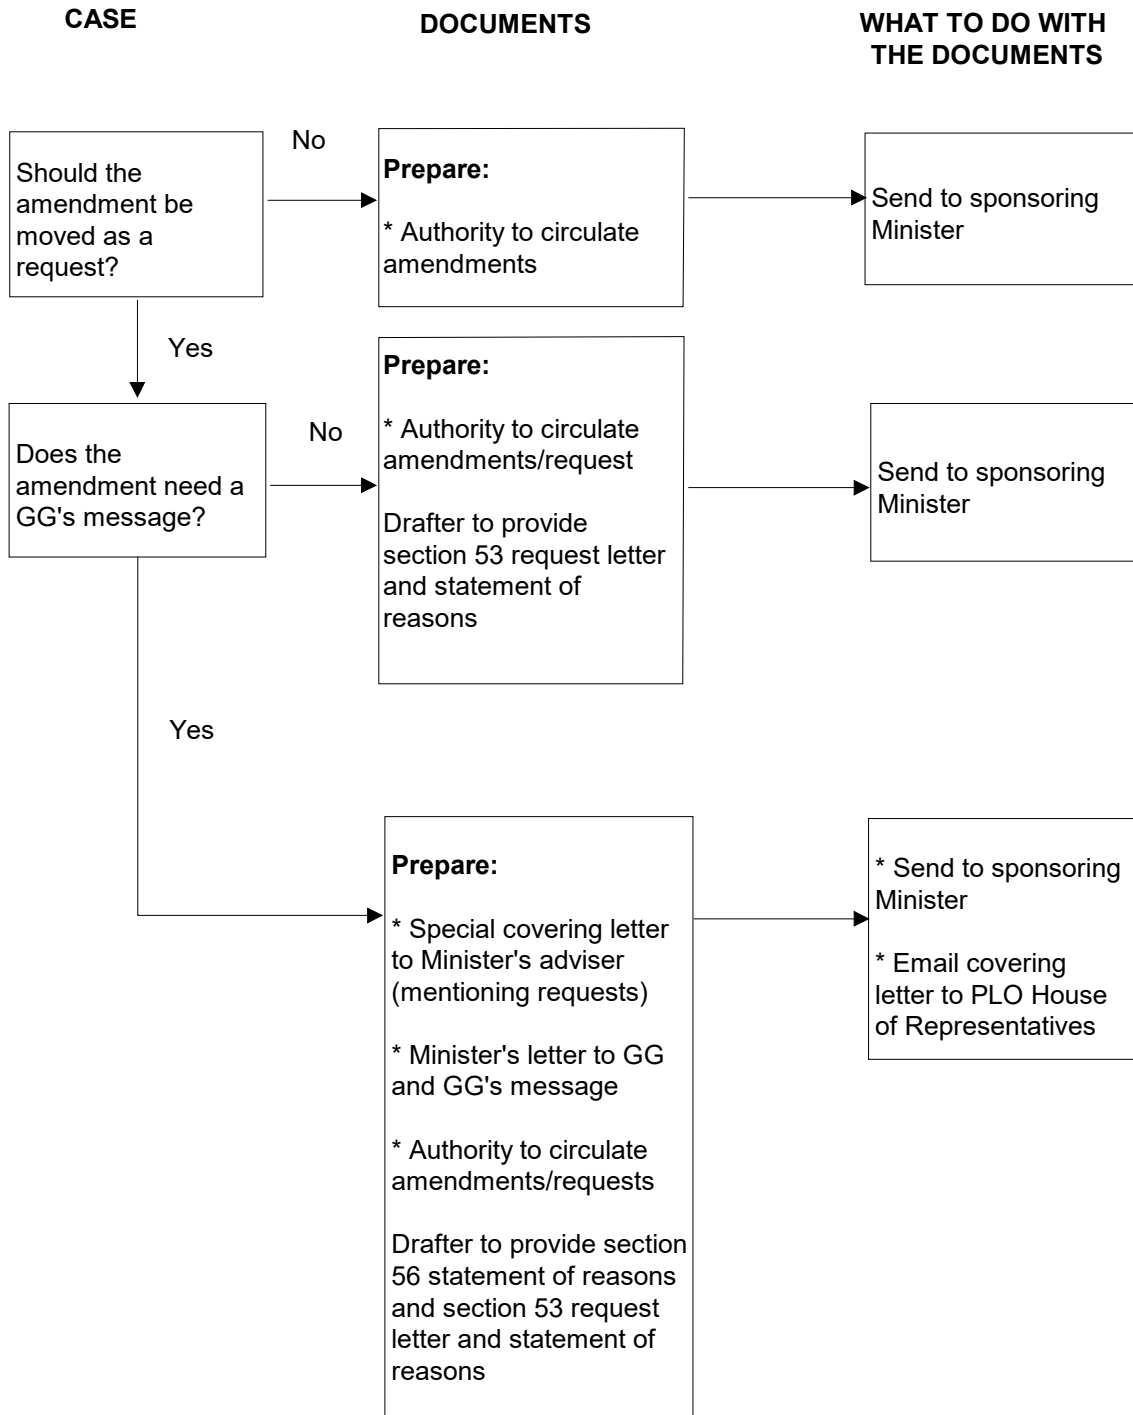 CASE
DOCUMENTS
WHAT TO DO WITH
THE DOCUMENTS
Should the
amendment be
moved as a
request?
No
Prepare:
* Authority to circulate
amendments
Send to sponsoring
Minister
Yes
Does the
amendment need a
GG's message?
No
Prepare:
* Authority to circulate
amendments/request
Drafter to provide
section 53 request letter
and statement of
reasons
Send to sponsoring
Minister
Yes
Prepare:
* Special covering letter
to Minister's adviser
(mentioning requests)
* Minister's letter to GG
and GG's message
* Authority to circulate
amendments/requests
Drafter to provide section
56 statement of reasons
and section 53 request
letter and statement of
reasons
* Send to sponsoring
Minister
* Email covering
letter to PLO House
of Representatives